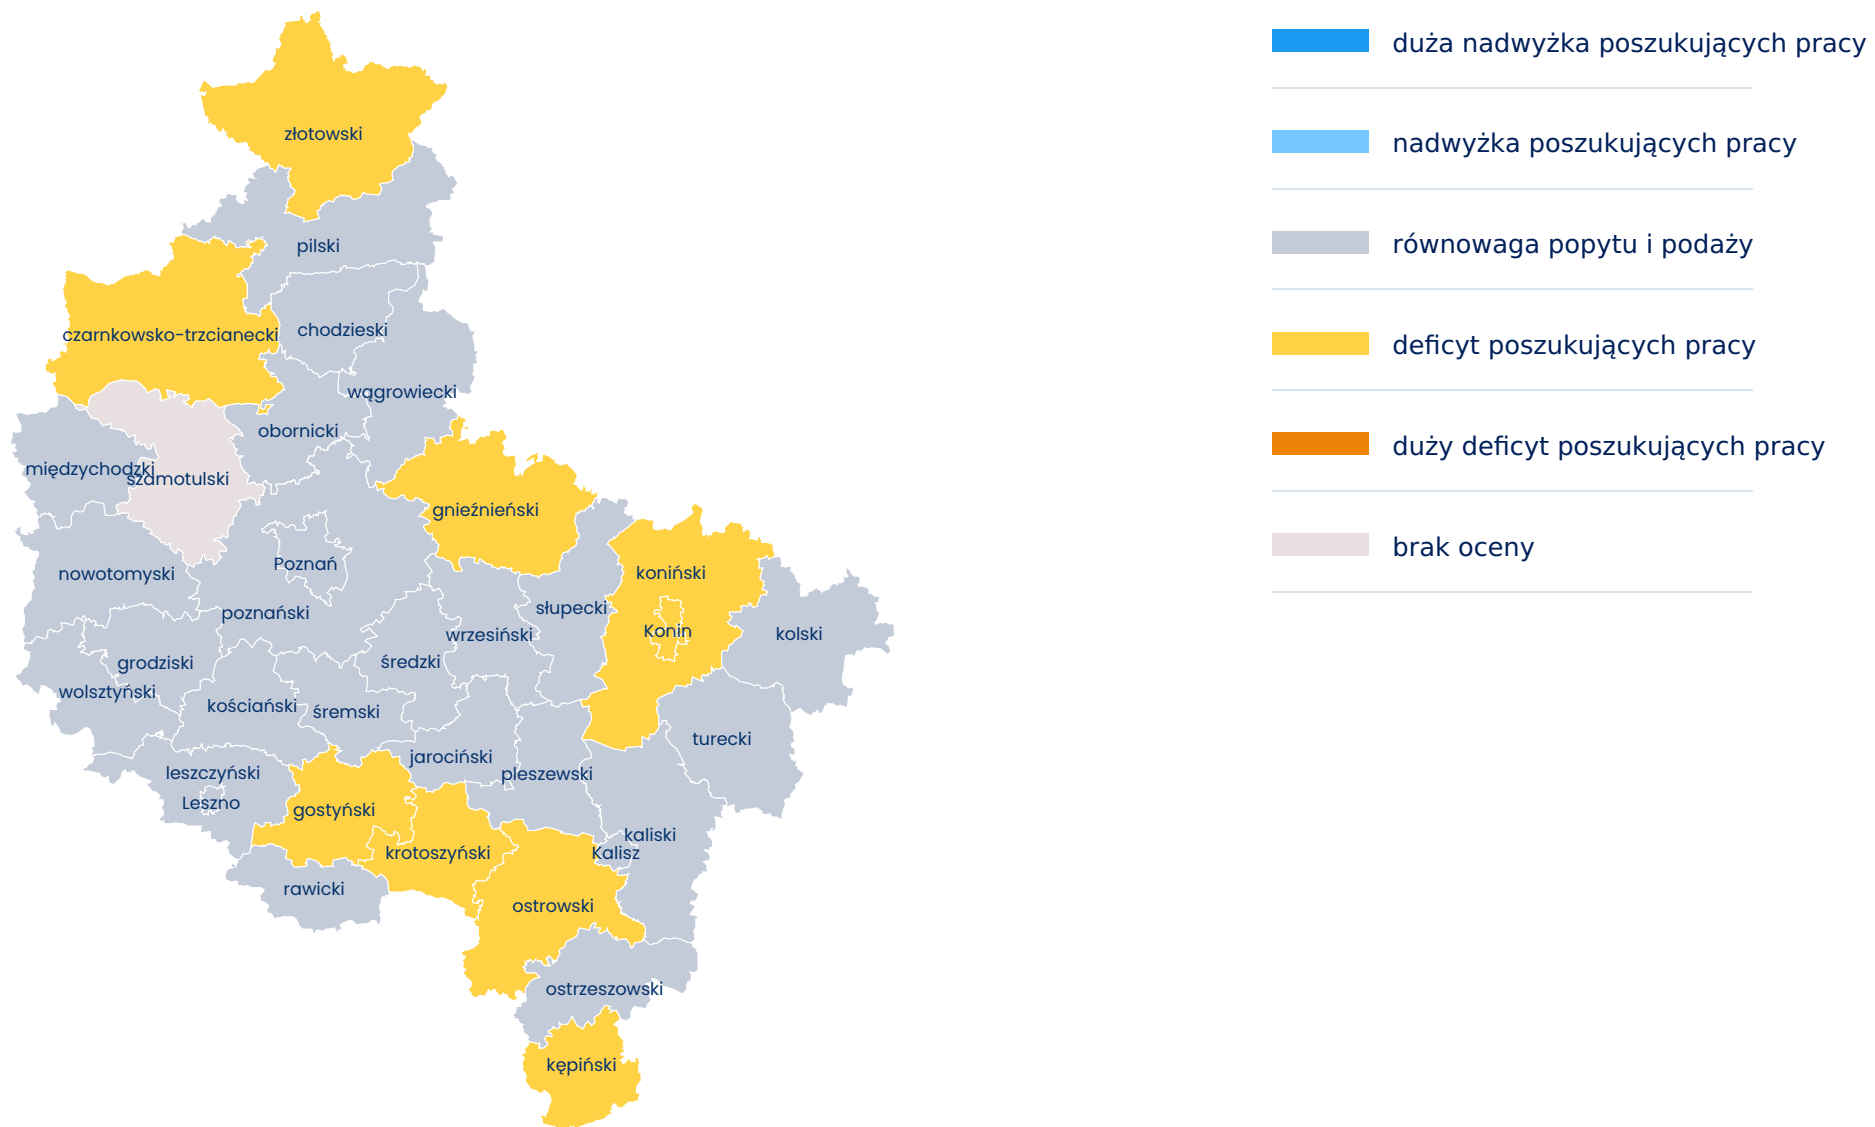 złotowski
pilski
czarnkowsko-trzcianecki
chodzieski
wągrowiecki
obornicki
międzychodzki
szamotulski
gnieźnieński
nowotomyski
Poznań
koniński
poznański
słupecki
Konin
kolski
wrzesiński
grodziski
średzki
wolsztyński
kościański
śremski
turecki
jarociński
leszczyński
pleszewski
Leszno
gostyński
kaliski
krotoszyński
Kalisz
rawicki
ostrowski
ostrzeszowski
kępiński
duża nadwyżka poszukujących pracy
nadwyżka poszukujących pracy
równowaga popytu i podaży
deficyt poszukujących pracy
duży deficyt poszukujących pracy
brak oceny